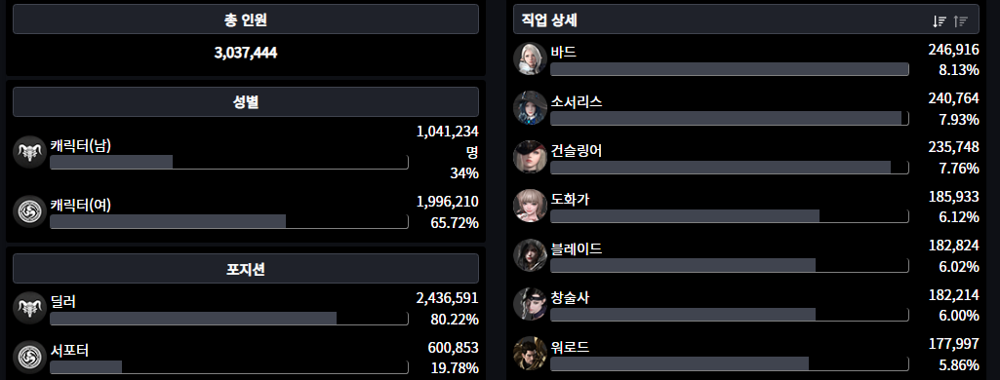 총 인원
3,037,444
성별
캐릭터(남)
1,041,234
명
34%
캐릭터(여)
1,996,210
65.72%
포지션
딜러
2,436,591
80.22%
서포터
600,853
19.78%
직업 상세
바드
246,916
8.13%
소서리스
240,764
7.93%
건슬링어
235,748
7.76%
도화가
185,933
6.12%
블레이드
182,824
6.02%
창술사
182,214
6.00%
워로드
177,997
5.86%